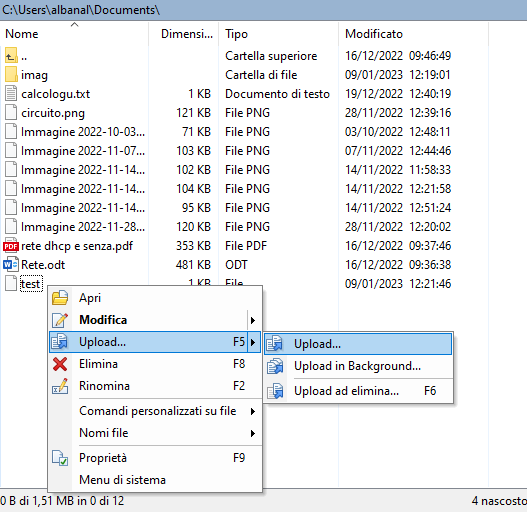 C:\Users\albanal\Documents\
Nome Dimensi... Tipo Modificato
.. Cartella superiore 16/12/2022 09:46:49
imag Cartella di file 09/01/2023 12:19:01
calcologu.txt 1 KB Documento di testo 19/12/2022 12:40:19
circuito.png 121 KB File PNG 28/11/2022 12:39:16
Immagine 2022-10-03... 71 KB File PNG 03/10/2022 12:48:11
Immagine 2022-11-07... 103 KB File PNG 07/11/2022 12:44:46
Immagine 2022-11-14... 102 KB File PNG 14/11/2022 11:58:33
Immagine 2022-11-14... 104 KB File PNG 14/11/2022 12:21:58
Immagine 2022-11-14... 95 KB File PNG 14/11/2022 12:51:24
Immagine 2022-11-28... 120 KB File PNG 28/11/2022 12:20:02
PDF rete dhcp e senza.pdf 353 KB File PDF 16/12/2022 09:37:46
W Rete.odt 481 KB ODT 16/12/2022 09:36:38
test 1 KB File 09/01/2023 12:21:46
Apri
Modifica
Upload... F5
Elimina F8
Rinomina F2
Comandi personalizzati su file
Nomi file
Proprietà F9
Menu di sistema
Upload...
Upload in Background...
Upload ad elimina... F6
0 B di 1,51 MB in 0 di 12 4 nascosto